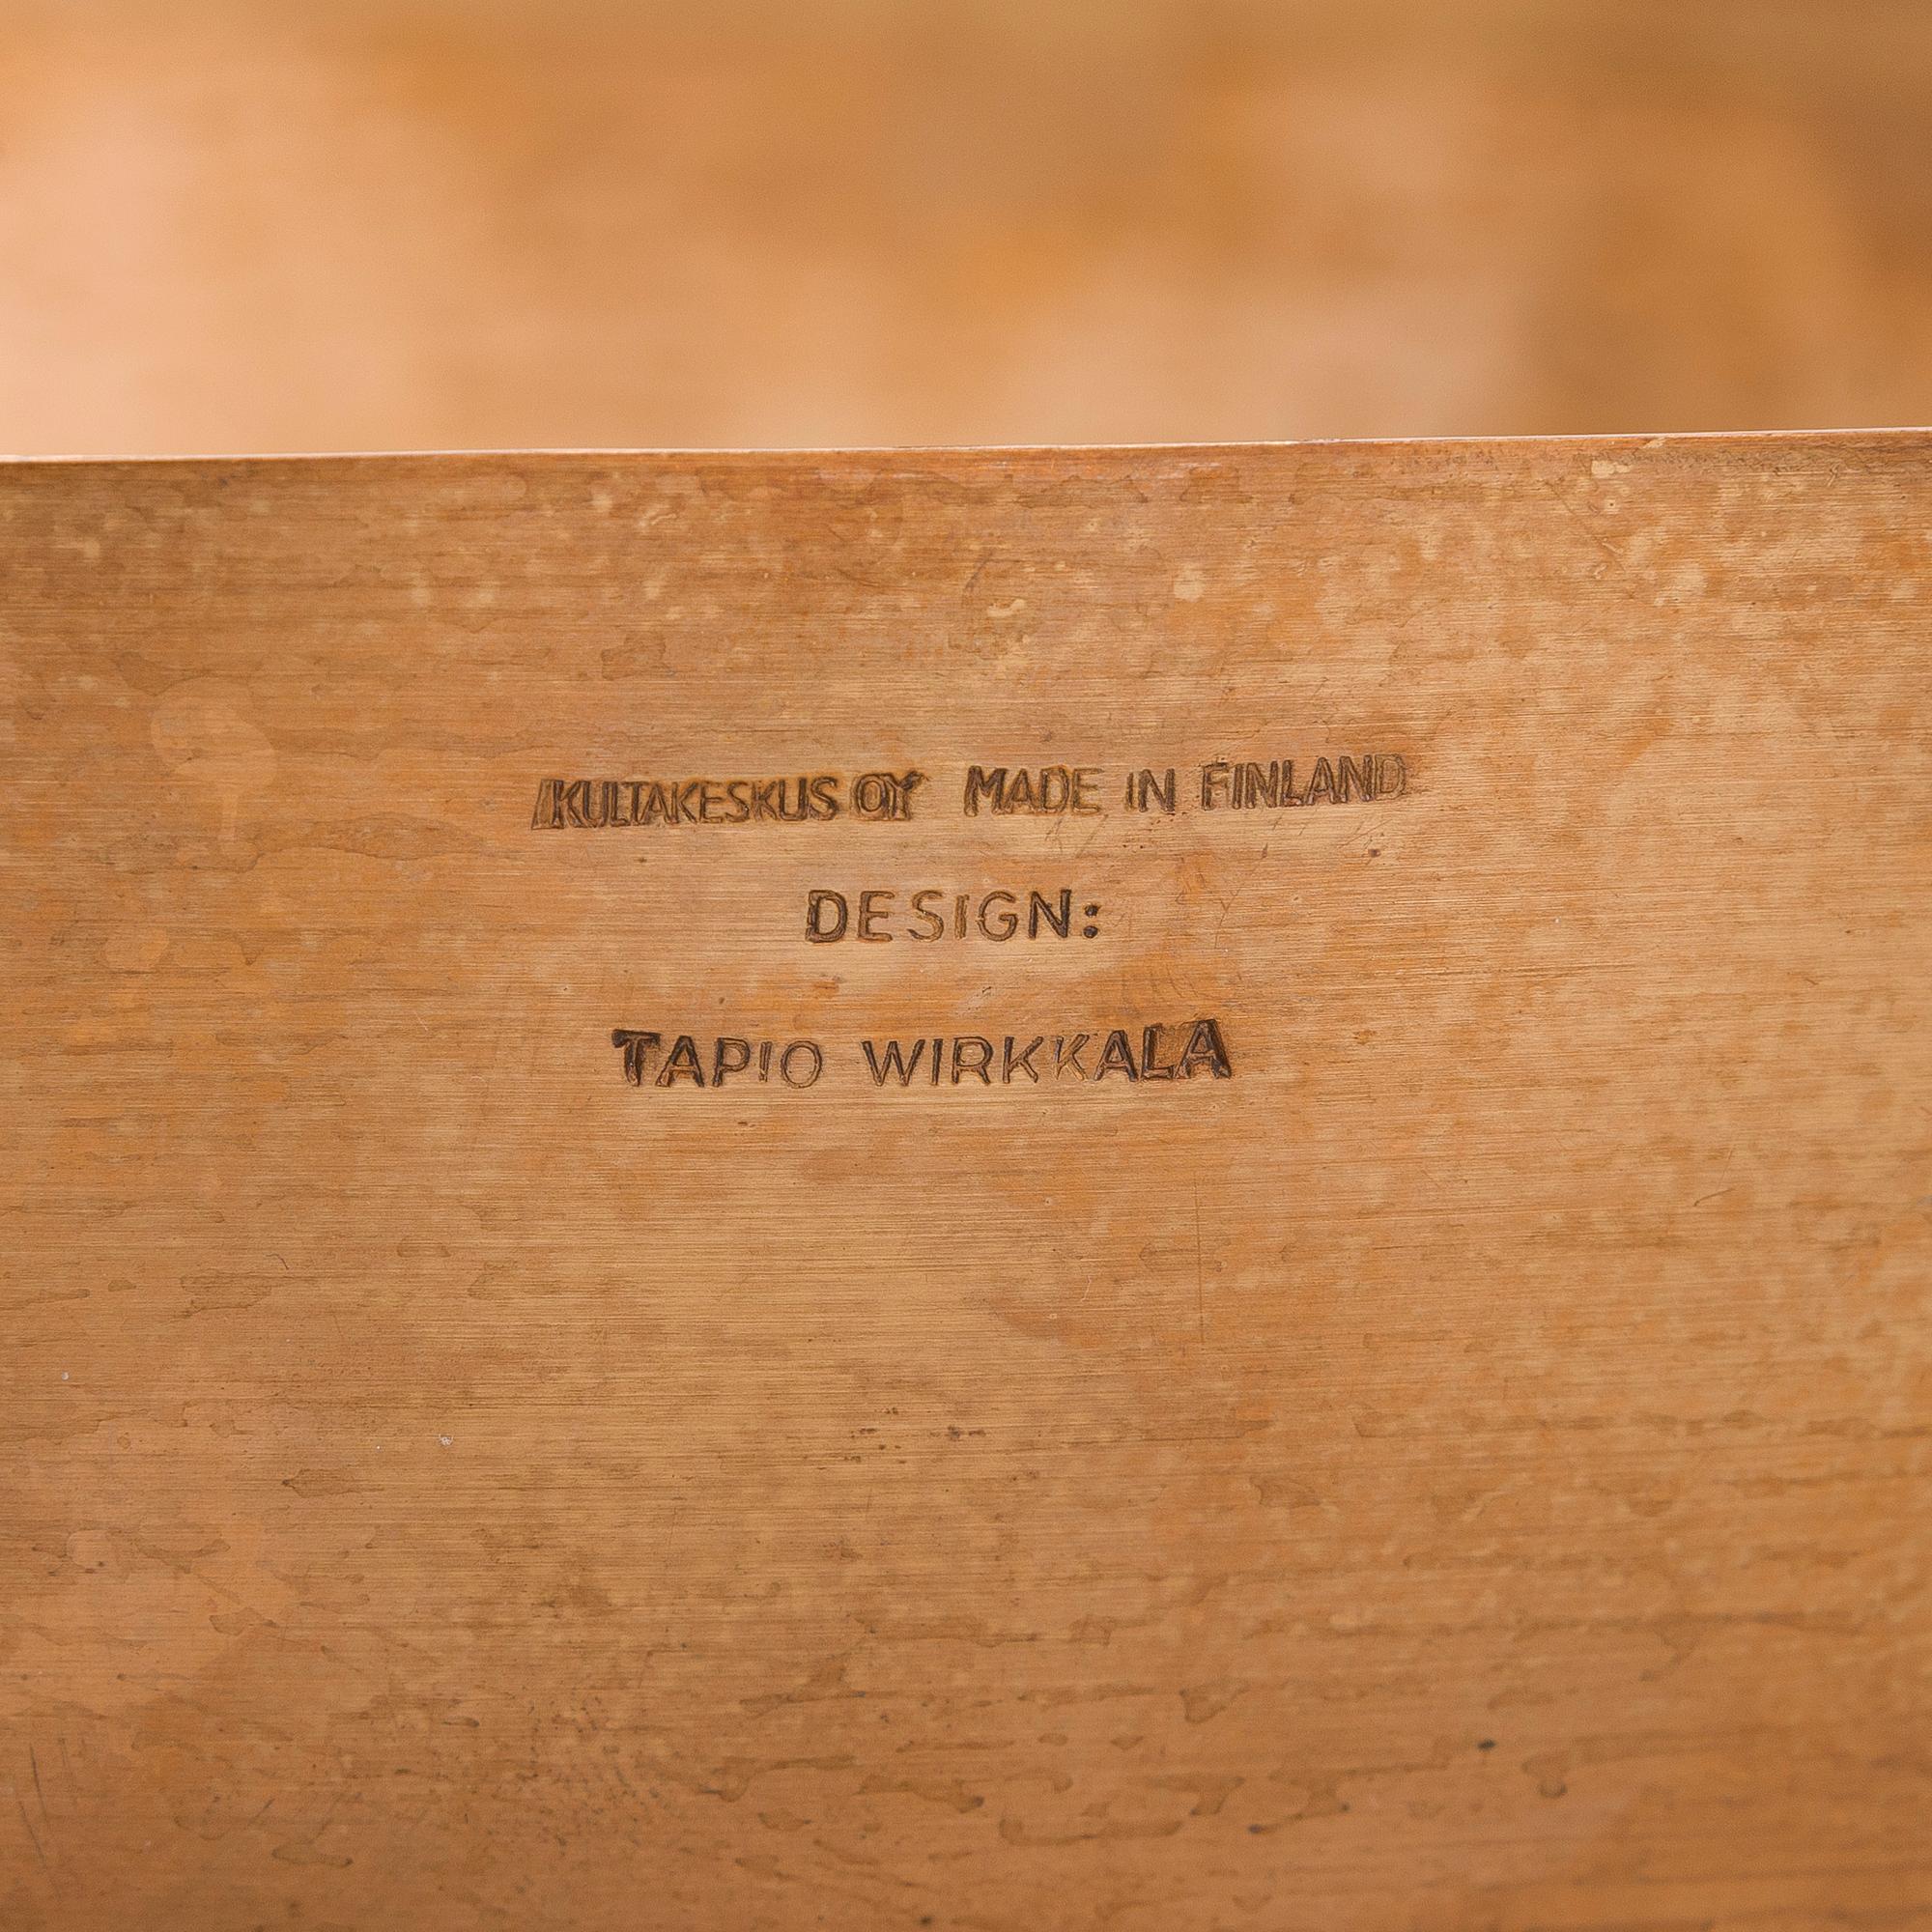 KULTAKESKUS OY MADE IN FINLAND
DESIGN:
TAPIO WIRKKALA